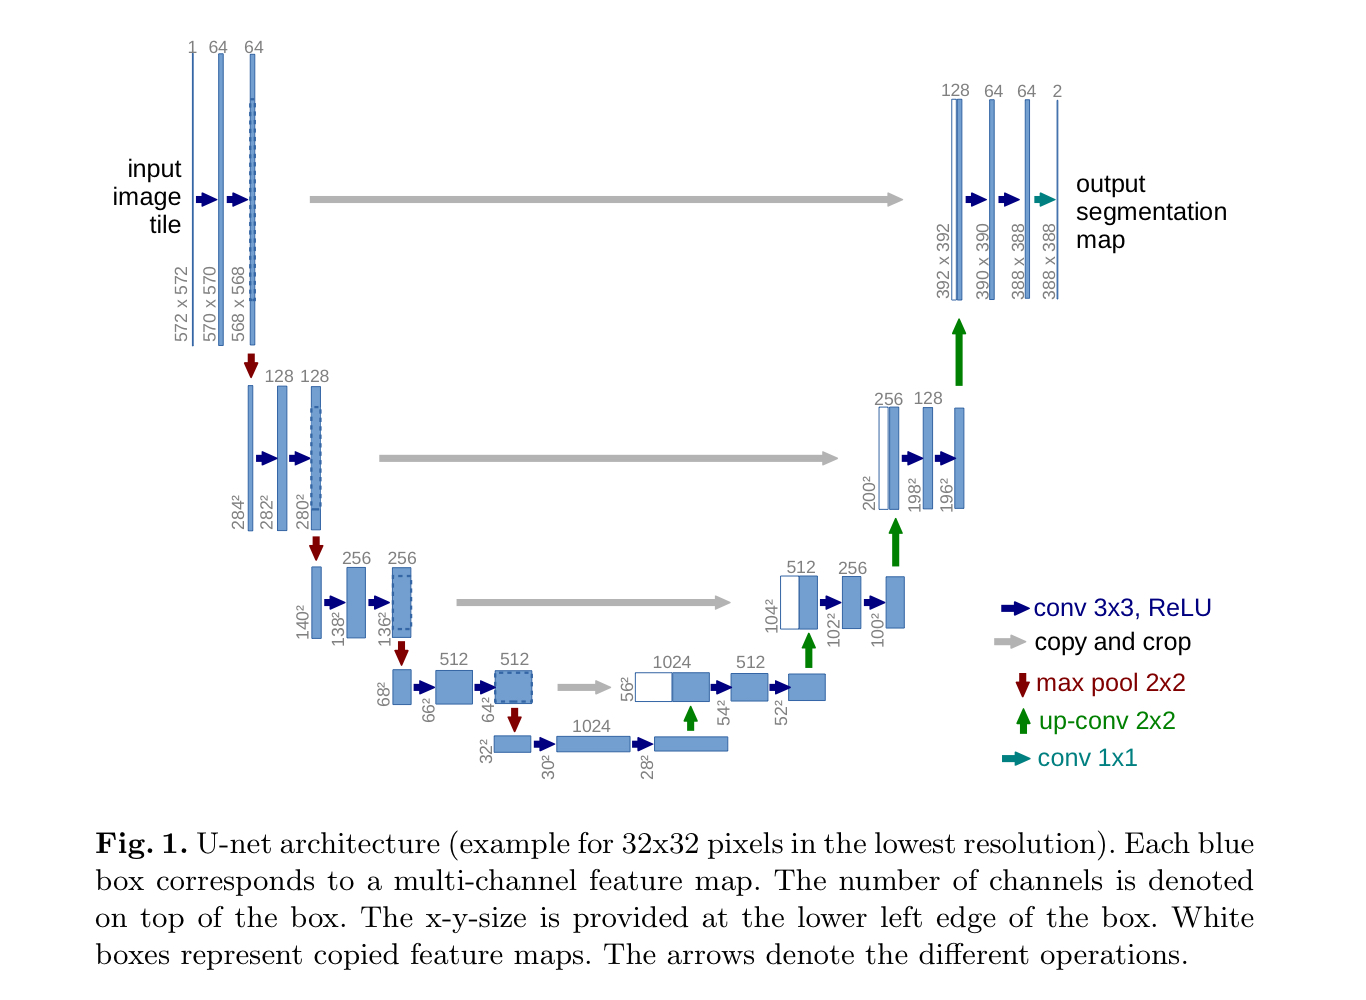 1 64 64
input
image
tile
572 x 572
570 x 570
568 x 568
128 64 64 2
output
segmentation
map
392 x 392
390 x 390
388 x 388
388 x 388
128 128
284²
282²
280²
256 128
200²
198²
196²
256 256
140²
138²
136²
512 256
104²
102²
100²
512 512
68²
66²
64²
1024 512
56²
54²
52²
1024
32²
30²
28²
conv 3x3, ReLU
copy and crop
max pool 2x2
up-conv 2x2
conv 1x1
Fig. 1. U-net architecture (example for 32x32 pixels in the lowest resolution). Each blue
box corresponds to a multi-channel feature map. The number of channels is denoted
on top of the box. The x-y-size is provided at the lower left edge of the box. White
boxes represent copied feature maps. The arrows denote the different operations.